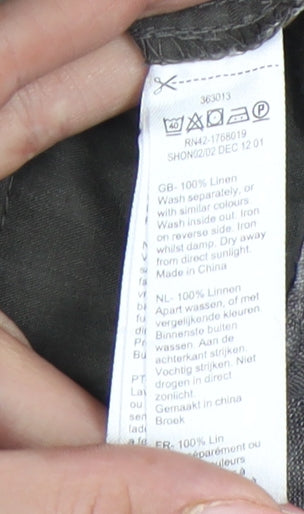 363013
40 P
RN42-1768019
SHON02/02 DEC 12 01
GB- 100% Linen
Wash separately, or
with similar colours
Wash inside out. Iron
on reverse side. Iron
whilst damp. Dry away
from direct sunlight.
Made in China
NL- 100% Linnen
Apart wassen, of met
vergelijkende kleuren.
Binnenste buiten
wassen. Aan de
achterkant strijken.
Vochtig strijken. Niet
drogen in direct
zonlicht.
Gemaakt in china
Broek
FR- 100% Lin
séparément ou